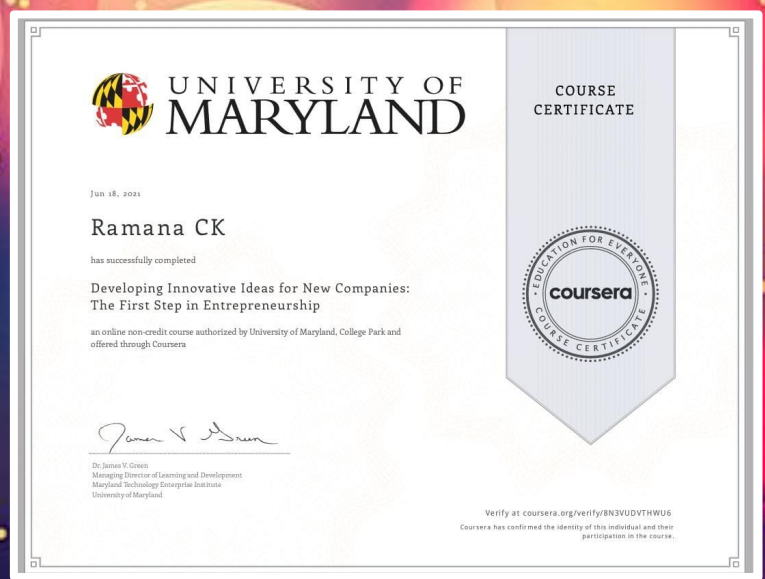 UNIVERSITY OF
MARYLAND
COURSE
CERTIFICATE
Jun 18, 2021
Ramana CK
has successfully completed
Developing Innovative Ideas for New Companies:
The First Step in Entrepreneurship
an online non-credit course authorized by University of Maryland, College Park and
offered through Coursera
EDUCATION FOR EVERYONE
coursera
COURSE CERTIFICATE
James V Green
Dr. James V. Green
Managing Director of Learning and Development
Maryland Technology Enterprise Institute
University of Maryland
Verify at coursera.org/verify/8N3VUDVTHWU6
Coursera has confirmed the identity of this individual and their
participation in the course.